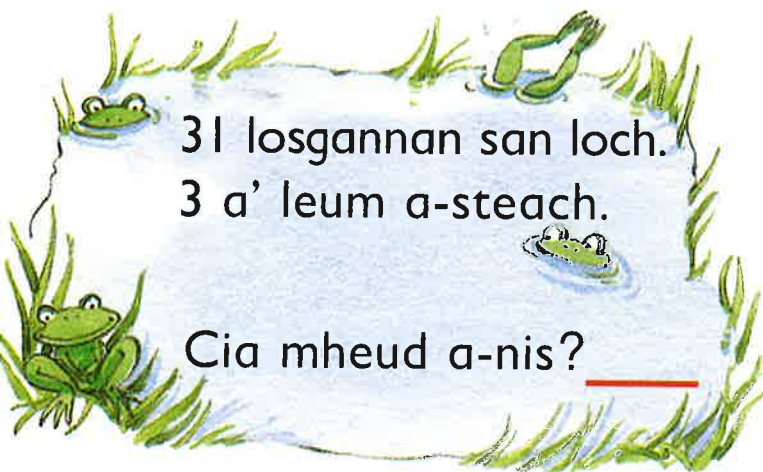 31 losgannan san loch.
3 a' leum a-steach.
Cia mheud a-nis?